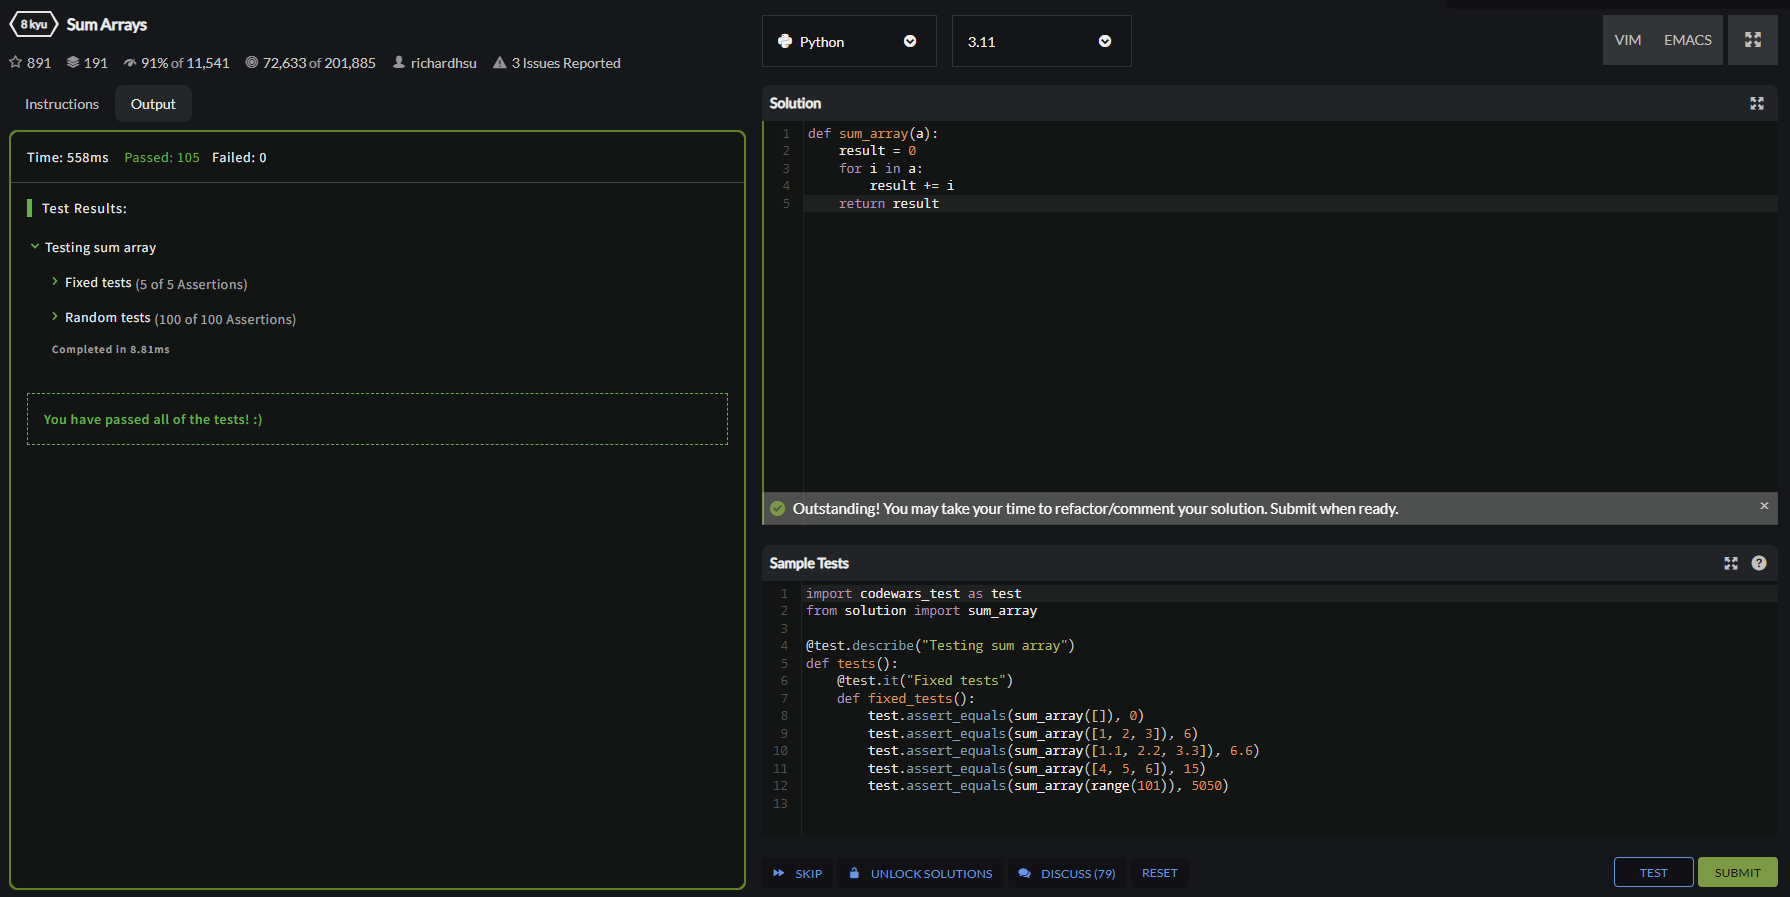 8 kyu Sum Arrays
891 191 91% of 11,541 72,633 of 201,885 richardhsu 3 Issues Reported
Instructions Output
Time: 558ms Passed: 105 Failed: 0
Test Results:
Testing sum array
Fixed tests (5 of 5 Assertions)
Random tests (100 of 100 Assertions)
Completed in 8.81ms
You have passed all of the tests! :)
Python 3.11 VIM EMACS
Solution
1 def sum_array(a):
2     result = 0
3     for i in a:
4         result += i
5     return result
Outstanding! You may take your time to refactor/comment your solution. Submit when ready. ×
Sample Tests ?
1 import codewars_test as test
2 from solution import sum_array
3
4 @test.describe("Testing sum array")
5 def tests():
6     @test.it("Fixed tests")
7     def fixed_tests():
8         test.assert_equals(sum_array([]), 0)
9         test.assert_equals(sum_array([1, 2, 3]), 6)
10         test.assert_equals(sum_array([1.1, 2.2, 3.3]), 6.6)
11         test.assert_equals(sum_array([4, 5, 6]), 15)
12         test.assert_equals(sum_array(range(101)), 5050)
13
SKIP UNLOCK SOLUTIONS DISCUSS (79) RESET TEST SUBMIT